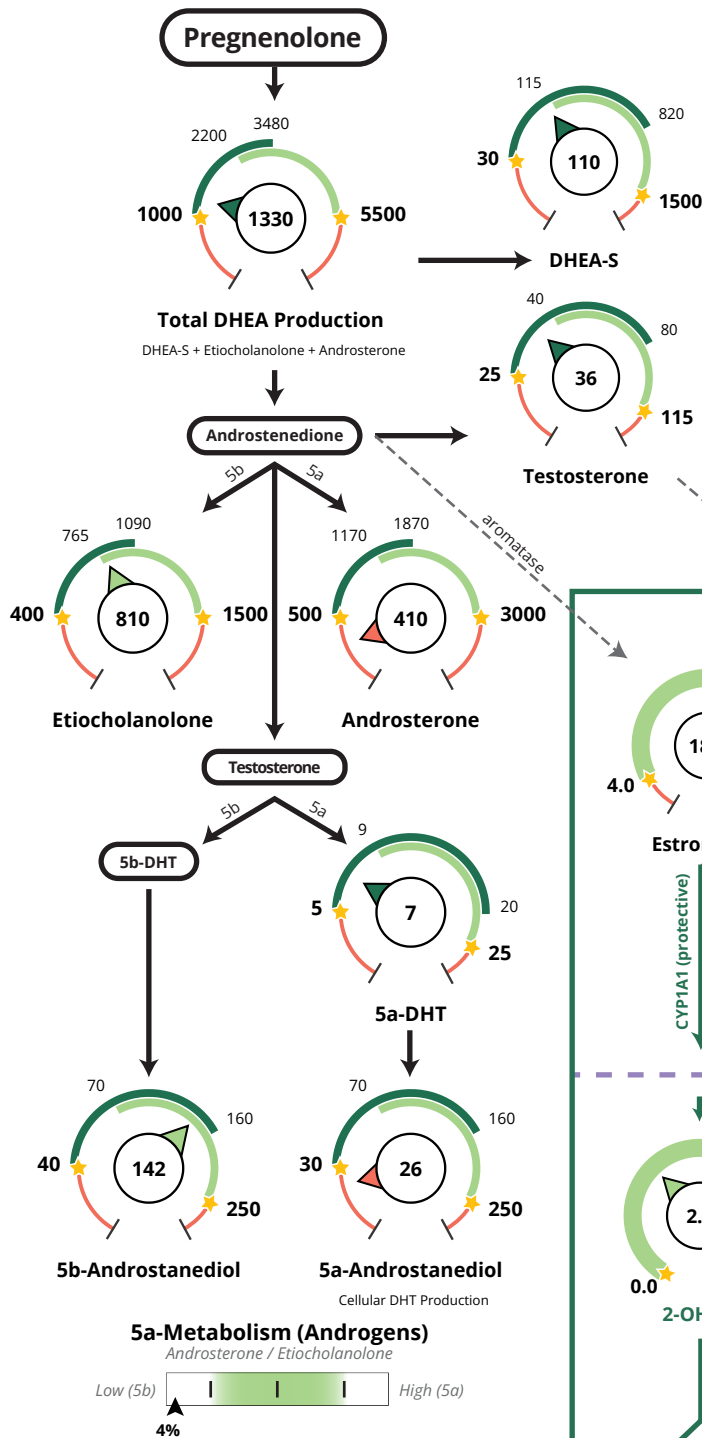 Pregnenolone
2200
3480
1000
1330
5500
Total DHEA Production
DHEA-S + Etiocholanolone + Androsterone
115
820
30
110
1500
DHEA-S
40
80
25
36
115
Testosterone
Androstenedione
5b
5a
aromatase
765
1090
400
810
1500
Etiocholanolone
1170
1870
500
410
3000
Androsterone
Testosterone
5b
5a
5b-DHT
9
20
5
7
25
5a-DHT
4.0
CYP1A1 (protective)
70
160
40
142
250
5b-Androstanediol
70
160
30
26
250
5a-Androstanediol
Cellular DHT Production
0.0
5a-Metabolism (Androgens)
Androsterone / Etiocholanolone
Low (5b)
High (5a)
4%